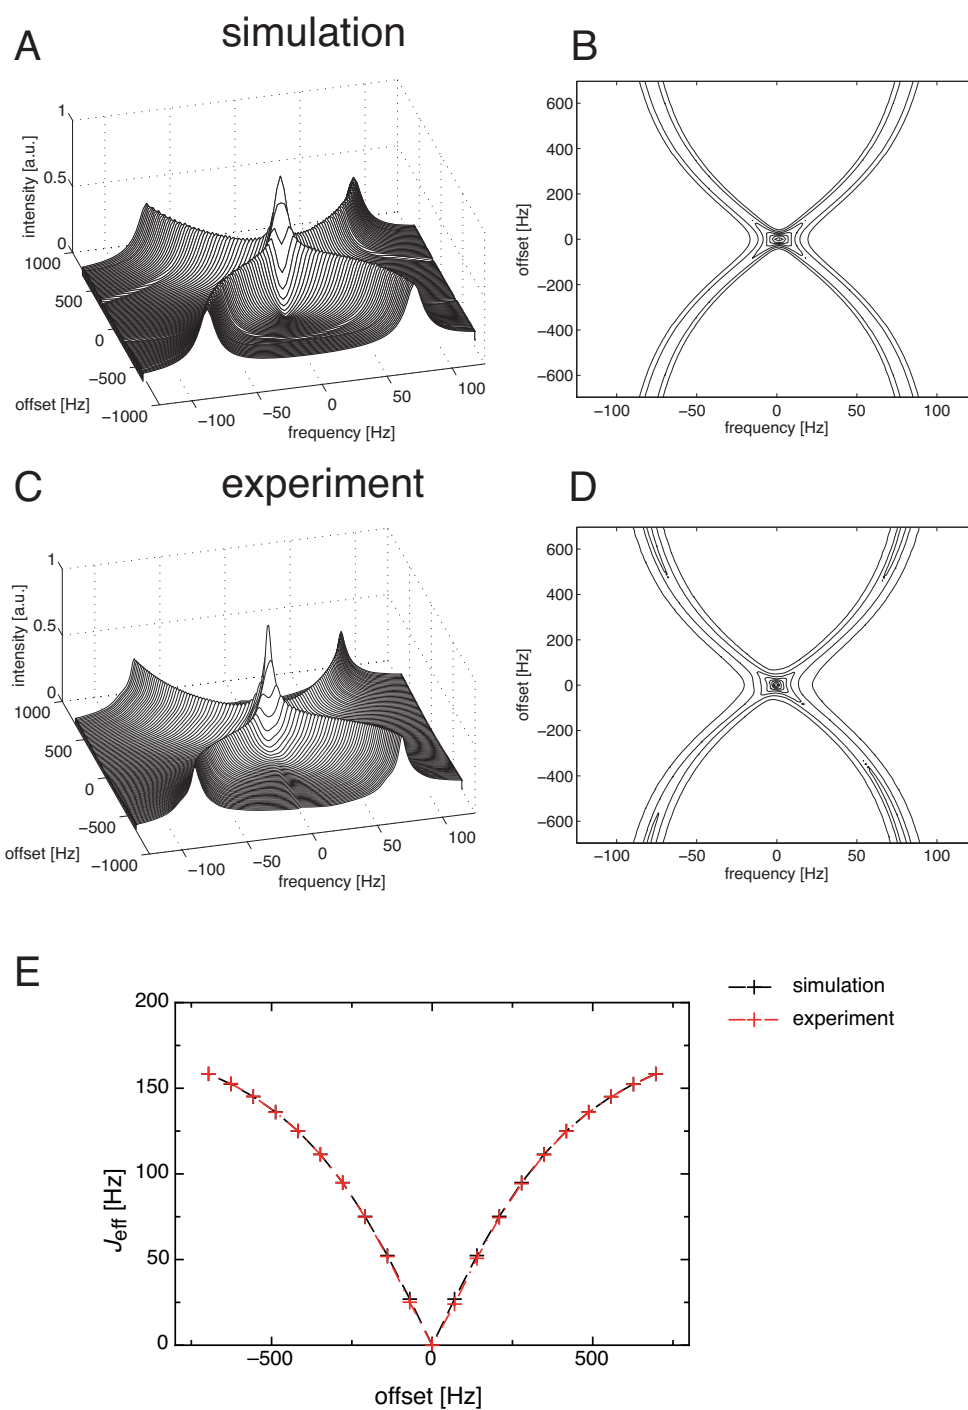 A
simulation
B
1
0.5
0
intensity [a.u.]
1000
500
0
−500
−1000
offset [Hz]
−100
−50
0
50
100
frequency [Hz]
600
400
200
0
−200
−400
−600
offset [Hz]
−100
−50
0
50
100
frequency [Hz]
C
experiment
D
1
0.5
0
intensity [a.u.]
1000
500
0
−500
−1000
offset [Hz]
−100
−50
0
50
100
frequency [Hz]
600
400
200
0
−200
−400
−600
offset [Hz]
−100
−50
0
50
100
frequency [Hz]
E
200
150
100
50
0
Jeff [Hz]
−500
0
500
offset [Hz]
simulation
experiment